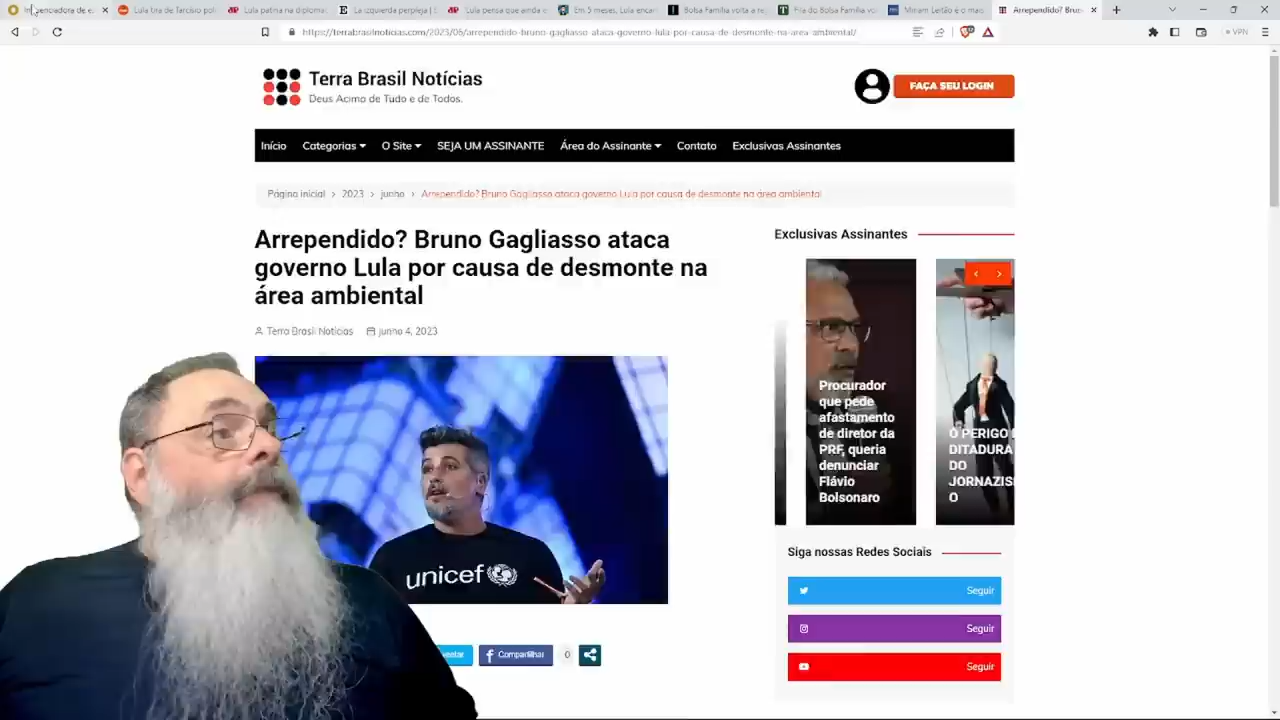 Lula tira de Tarcísio pol
Lula patina na diplomac
A izquierda perpleja | E
Lula pensa que ainda e
Em 5 meses, Lula encan
Bolsa Família volta a re
Fila do Bolsa Família vo
Miriam Leitão é o mais
Arrependido? Brun
https://terrabrasilnoticias.com/2023/06/arrependido-bruno-gagliasso-ataca-governo-lula-por-causa-de-desmonte-na-area-ambiental/
VPN
Terra Brasil Notícias
Deus Acima de Tudo e de Todos.
FAÇA SEU LOGIN
Início Categorias O Site SEJA UM ASSINANTE Área do Assinante Contato Exclusivas Assinantes
Página inicial > 2023 > junho > Arrependido? Bruno Gagliasso ataca governo Lula por causa de desmonte na área ambiental
Arrependido? Bruno Gagliasso ataca
governo Lula por causa de desmonte na
área ambiental
Terra Brasil Notícias junho 4, 2023
unicef
Compartilhar
0
Exclusivas Assinantes
Procurador
que pede
afastamento
de diretor da
PRF, queria
denunciar
Flávio
Bolsonaro
O PERIGO
DITADURA
DO
JORNAZIS
O
Siga nossas Redes Sociais
Seguir
Seguir
Seguir